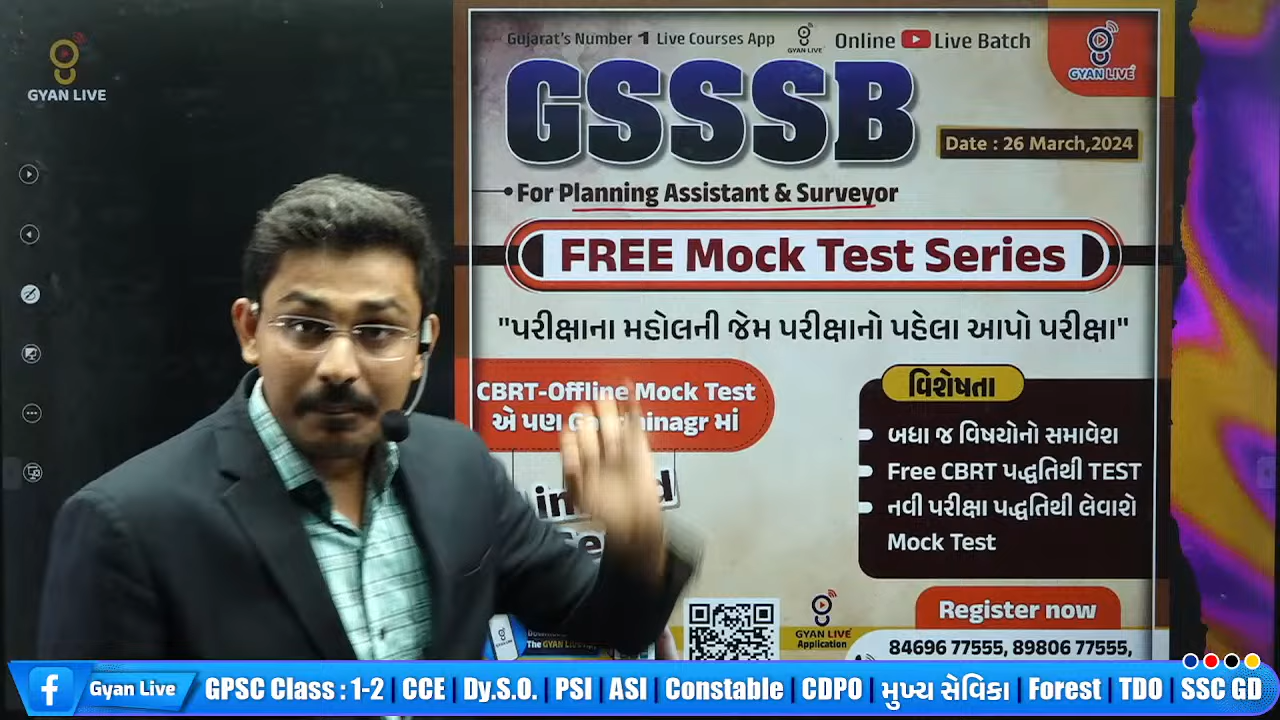 GYAN LIVE
Gujarat's Number 1 Live Courses App GYAN LIVE Online Live Batch
GYAN LIVE
GSSSB
Date : 26 March,2024
For Planning Assistant & Surveyor
FREE Mock Test Series
"પરીક્ષાના મહોલની જેમ પરીક્ષાનો પહેલા આપો પરીક્ષા"
CBRT-Offline Mock Test
એ પણ માં
વિશેષતા
બધા જ વિષયોનો સમાવેશ
Free CBRT પદ્ધતિથી TEST
નવી પરીક્ષા પદ્ધતિથી લેવાશે
Mock Test
The GYAN LIVE
GYAN LIVE
Application
Register now
84696 77555, 89806 77555,
Gyan Live
GPSC Class : 1-2 | CCE | Dy.S.O. | PSI | ASI | Constable | CDPO | મુખ્ય સેવિકા | Forest | TDO | SSC GD